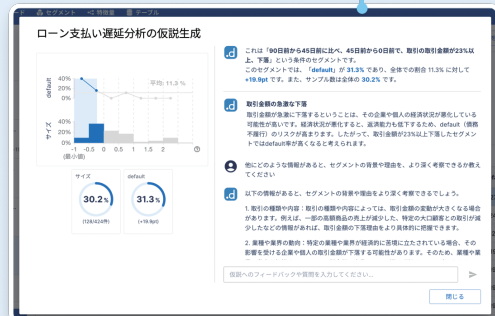 セグメント
特徴量
テーブル
ローン支払い遅延分析の仮説生成
default
40%
20%
0%
平均: 11.3 %
サイズ
40%
20%
0%
-1 -0.5 0 0.5 1 1.5 2
(最小値)
サイズ
30.2 %
(128/424件)
default
31.3 %
(+19.9pt)
.d
これは「90日前から45日前に比べ、45日前から0日前で、取引の取引金額が23%以
上、下落」という条件のセグメントです。
このセグメントでは、「default」が 31.3% であり、全体での割合 11.3% に対して
+19.9pt です。また、サンプル数は全体の 30.2% です。
.d
取引金額の急激な下落
取引金額が急激に下落するということは、その企業や個人の経済状況が悪化している
可能性が高いです。経済状況が悪化すると、返済能力も低下するため、default（債務
不履行）のリスクが高まります。したがって、取引金額が23%以上下落したセグメン
トではdefault率が高くなると考えられます。
他にどのような情報があると、セグメントの背景や理由を、より深く考察できるか教え
てください
.d
以下の情報があると、セグメントの背景や理由をより深く考察できるでしょう。
1. 取引の種類や内容：取引の種類や内容によっては、取引金額の変動が大きくなる場合
があります。例えば、一部の高額商品の売上が減少した、特定の大口顧客との取引が減
少したなどの情報があれば、取引金額の下落理由をより具体的に把握できます。
2. 業種や業界の動向：特定の業種や業界が経済的に苦境に立たされている場合、その
影響を受ける企業や個人の取引金額が下落する可能性があります。そのため、業種や業
仮説へのフィードバックや質問を入力してください...
閉じる